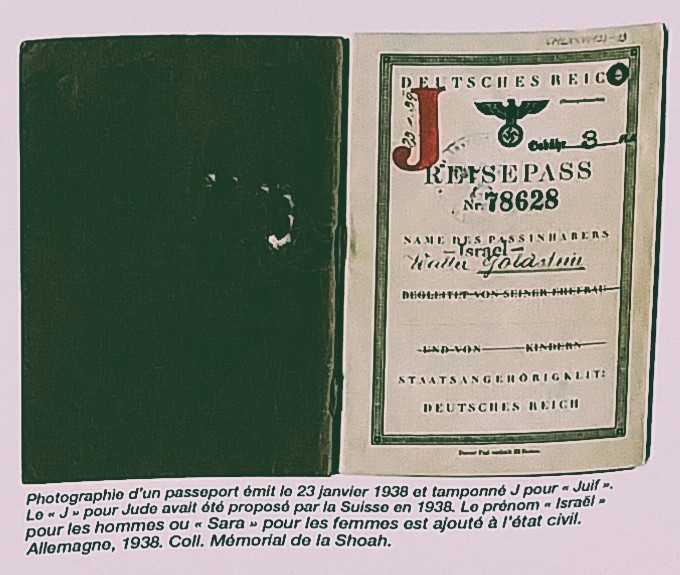 DEUTSCHES REIC
J
Gebühr 3
REISEPASS
Nr. 78628
NAME DES PASSINHABERS
Israel
Walter Goldstein
BEGLEITET VON SEINER EHEFRAU
UND VON KINDERN
STAATSANGEHÖRIGKEIT:
DEUTSCHES REICH
Photographie d'un passeport émit le 23 janvier 1938 et tamponné J pour « Juif ».
Le « J » pour Jude avait été proposé par la Suisse en 1938. Le prénom « Israël »
pour les hommes ou « Sara » pour les femmes est ajouté à l'état civil.
Allemagne, 1938. Coll. Mémorial de la Shoah.